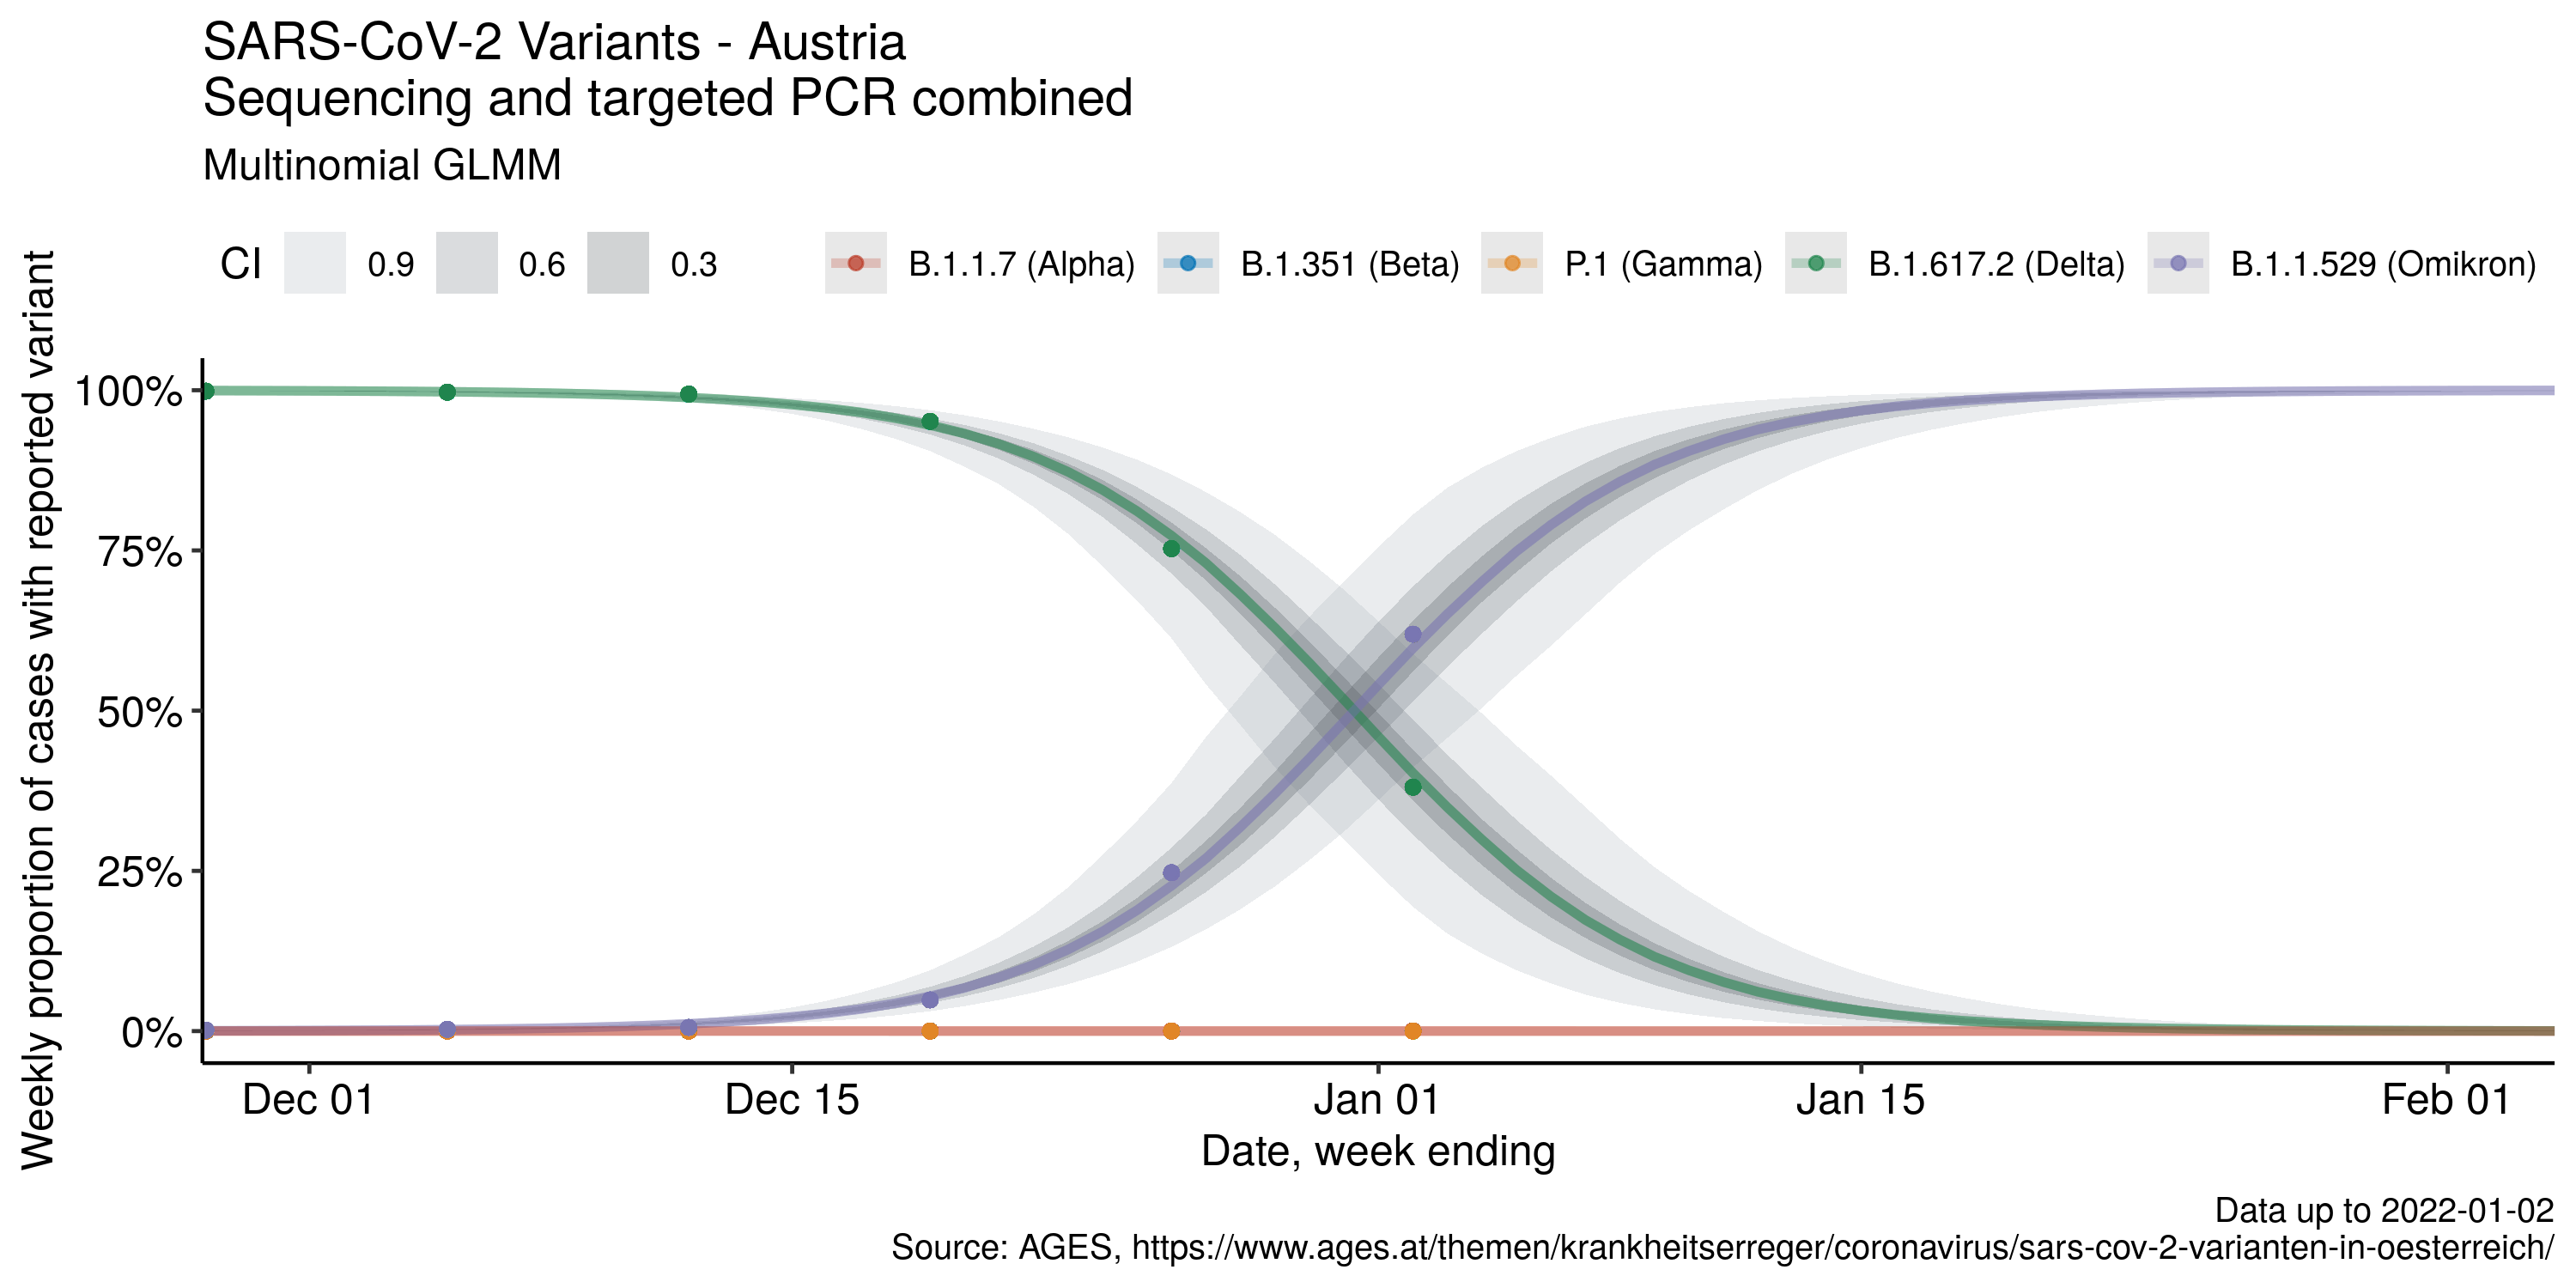 SARS-CoV-2 Variants - Austria
Sequencing and targeted PCR combined
Multinomial GLMM
CI 0.9 0.6 0.3 B.1.1.7 (Alpha) B.1.351 (Beta) P.1 (Gamma) B.1.617.2 (Delta) B.1.1.529 (Omikron)
Weekly proportion of cases with reported variant
100%
75%
50%
25%
0%
Dec 01 Dec 15 Jan 01 Jan 15 Feb 01
Date, week ending
Data up to 2022-01-02
Source: AGES, https://www.ages.at/themen/krankheitserreger/coronavirus/sars-cov-2-varianten-in-oesterreich/